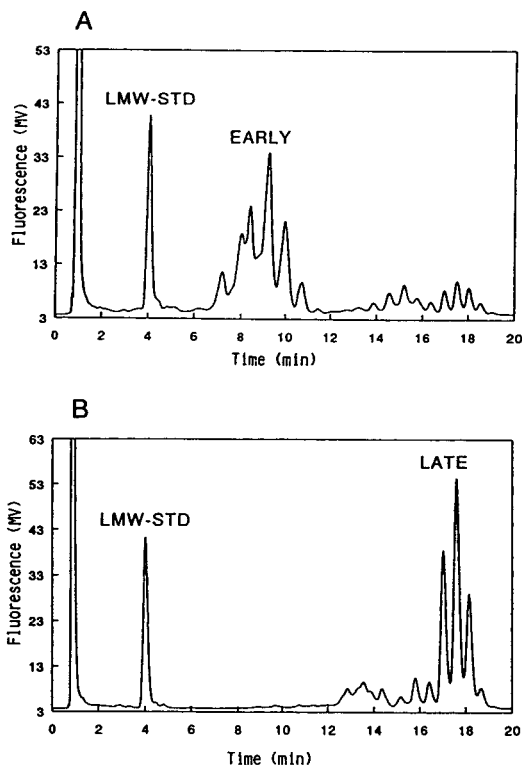 A
53
43
33
23
13
3
Fluorescence (MV)
LMW-STD
EARLY
0 2 4 6 8 10 12 14 16 18 20
Time (min)
B
63
53
43
33
23
13
3
Fluorescence (MV)
LMW-STD
LATE
0 2 4 6 8 10 12 14 16 18 20
Time (min)